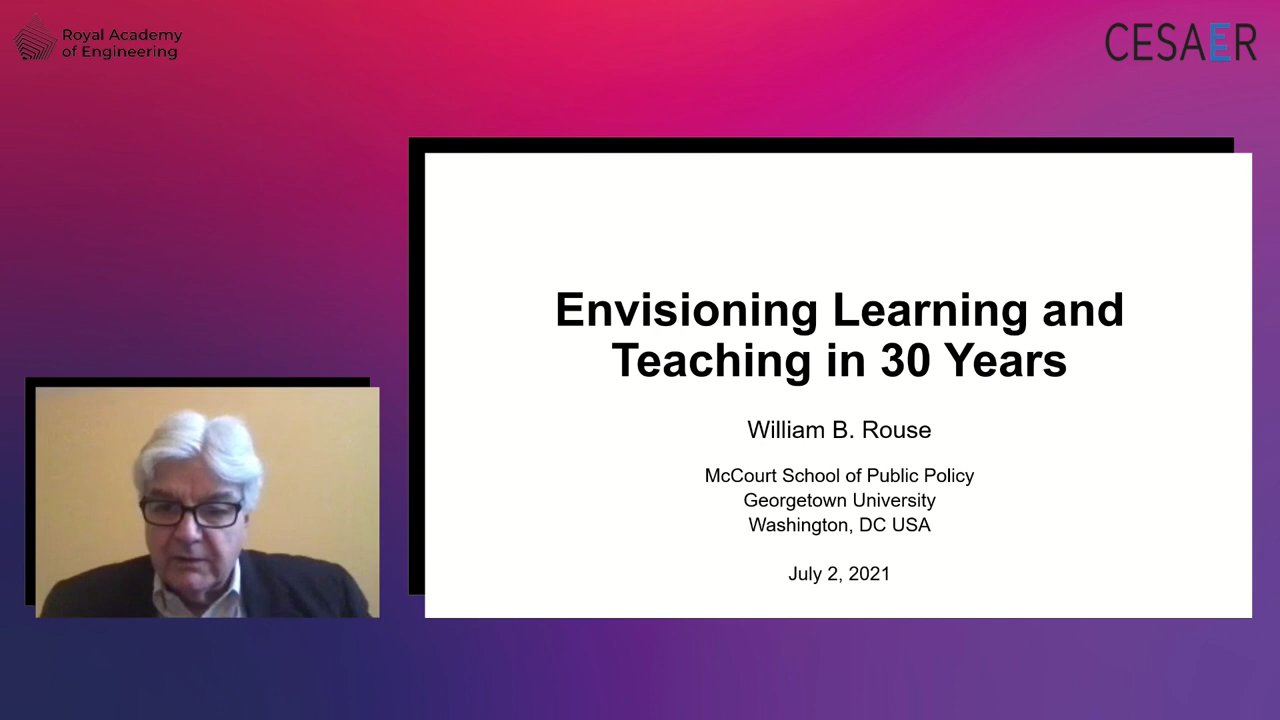 Royal Academy
of Engineering
CESAER
Envisioning Learning and
Teaching in 30 Years
William B. Rouse
McCourt School of Public Policy
Georgetown University
Washington, DC USA
July 2, 2021